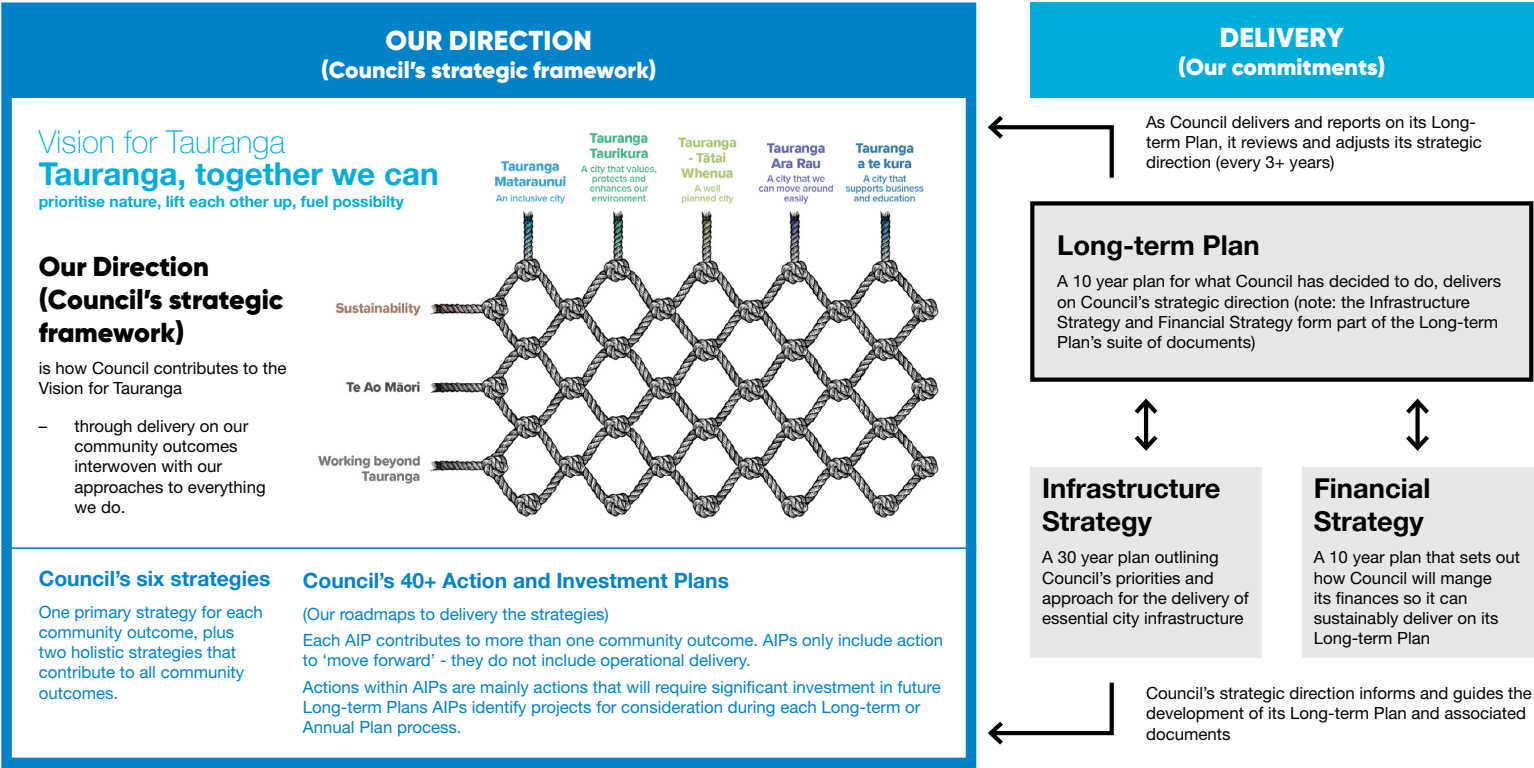 OUR DIRECTION
(Council's strategic framework)
Vision for Tauranga
Tauranga, together we can
prioritise nature, lift each other up, fuel possibilty
Our Direction
(Council's strategic
framework)
is how Council contributes to the
Vision for Tauranga
– through delivery on our
community outcomes
interwoven with our
approaches to everything
we do.
Tauranga
Mataraunui
An inclusive city
Tauranga
Taurikura
A city that values,
protects and
enhances our
environment
Tauranga
- Tātai
Whenua
A well
planned city
Tauranga
Ara Rau
A city that we
can move around
easily
Tauranga
a te kura
A city that
supports business
and education
Sustainability
Te Ao Māori
Working beyond
Tauranga
Council's six strategies
One primary strategy for each
community outcome, plus
two holistic strategies that
contribute to all community
outcomes.
Council's 40+ Action and Investment Plans
(Our roadmaps to delivery the strategies)
Each AIP contributes to more than one community outcome. AIPs only include action
to 'move forward' - they do not include operational delivery.
Actions within AIPs are mainly actions that will require significant investment in future
Long-term Plans AIPs identify projects for consideration during each Long-term or
Annual Plan process.
DELIVERY
(Our commitments)
As Council delivers and reports on its Long-
term Plan, it reviews and adjusts its strategic
direction (every 3+ years)
Long-term Plan
A 10 year plan for what Council has decided to do, delivers
on Council's strategic direction (note: the Infrastructure
Strategy and Financial Strategy form part of the Long-term
Plan's suite of documents)
Infrastructure
Strategy
A 30 year plan outlining
Council's priorities and
approach for the delivery of
essential city infrastructure
Financial
Strategy
A 10 year plan that sets out
how Council will mange
its finances so it can
sustainably deliver on its
Long-term Plan
Council's strategic direction informs and guides the
development of its Long-term Plan and associated
documents